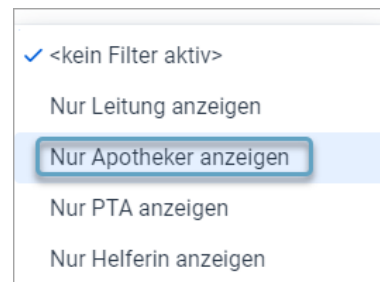 <kein Filter aktiv>
Nur Leitung anzeigen
Nur Apotheker anzeigen
Nur PTA anzeigen
Nur Helferin anzeigen